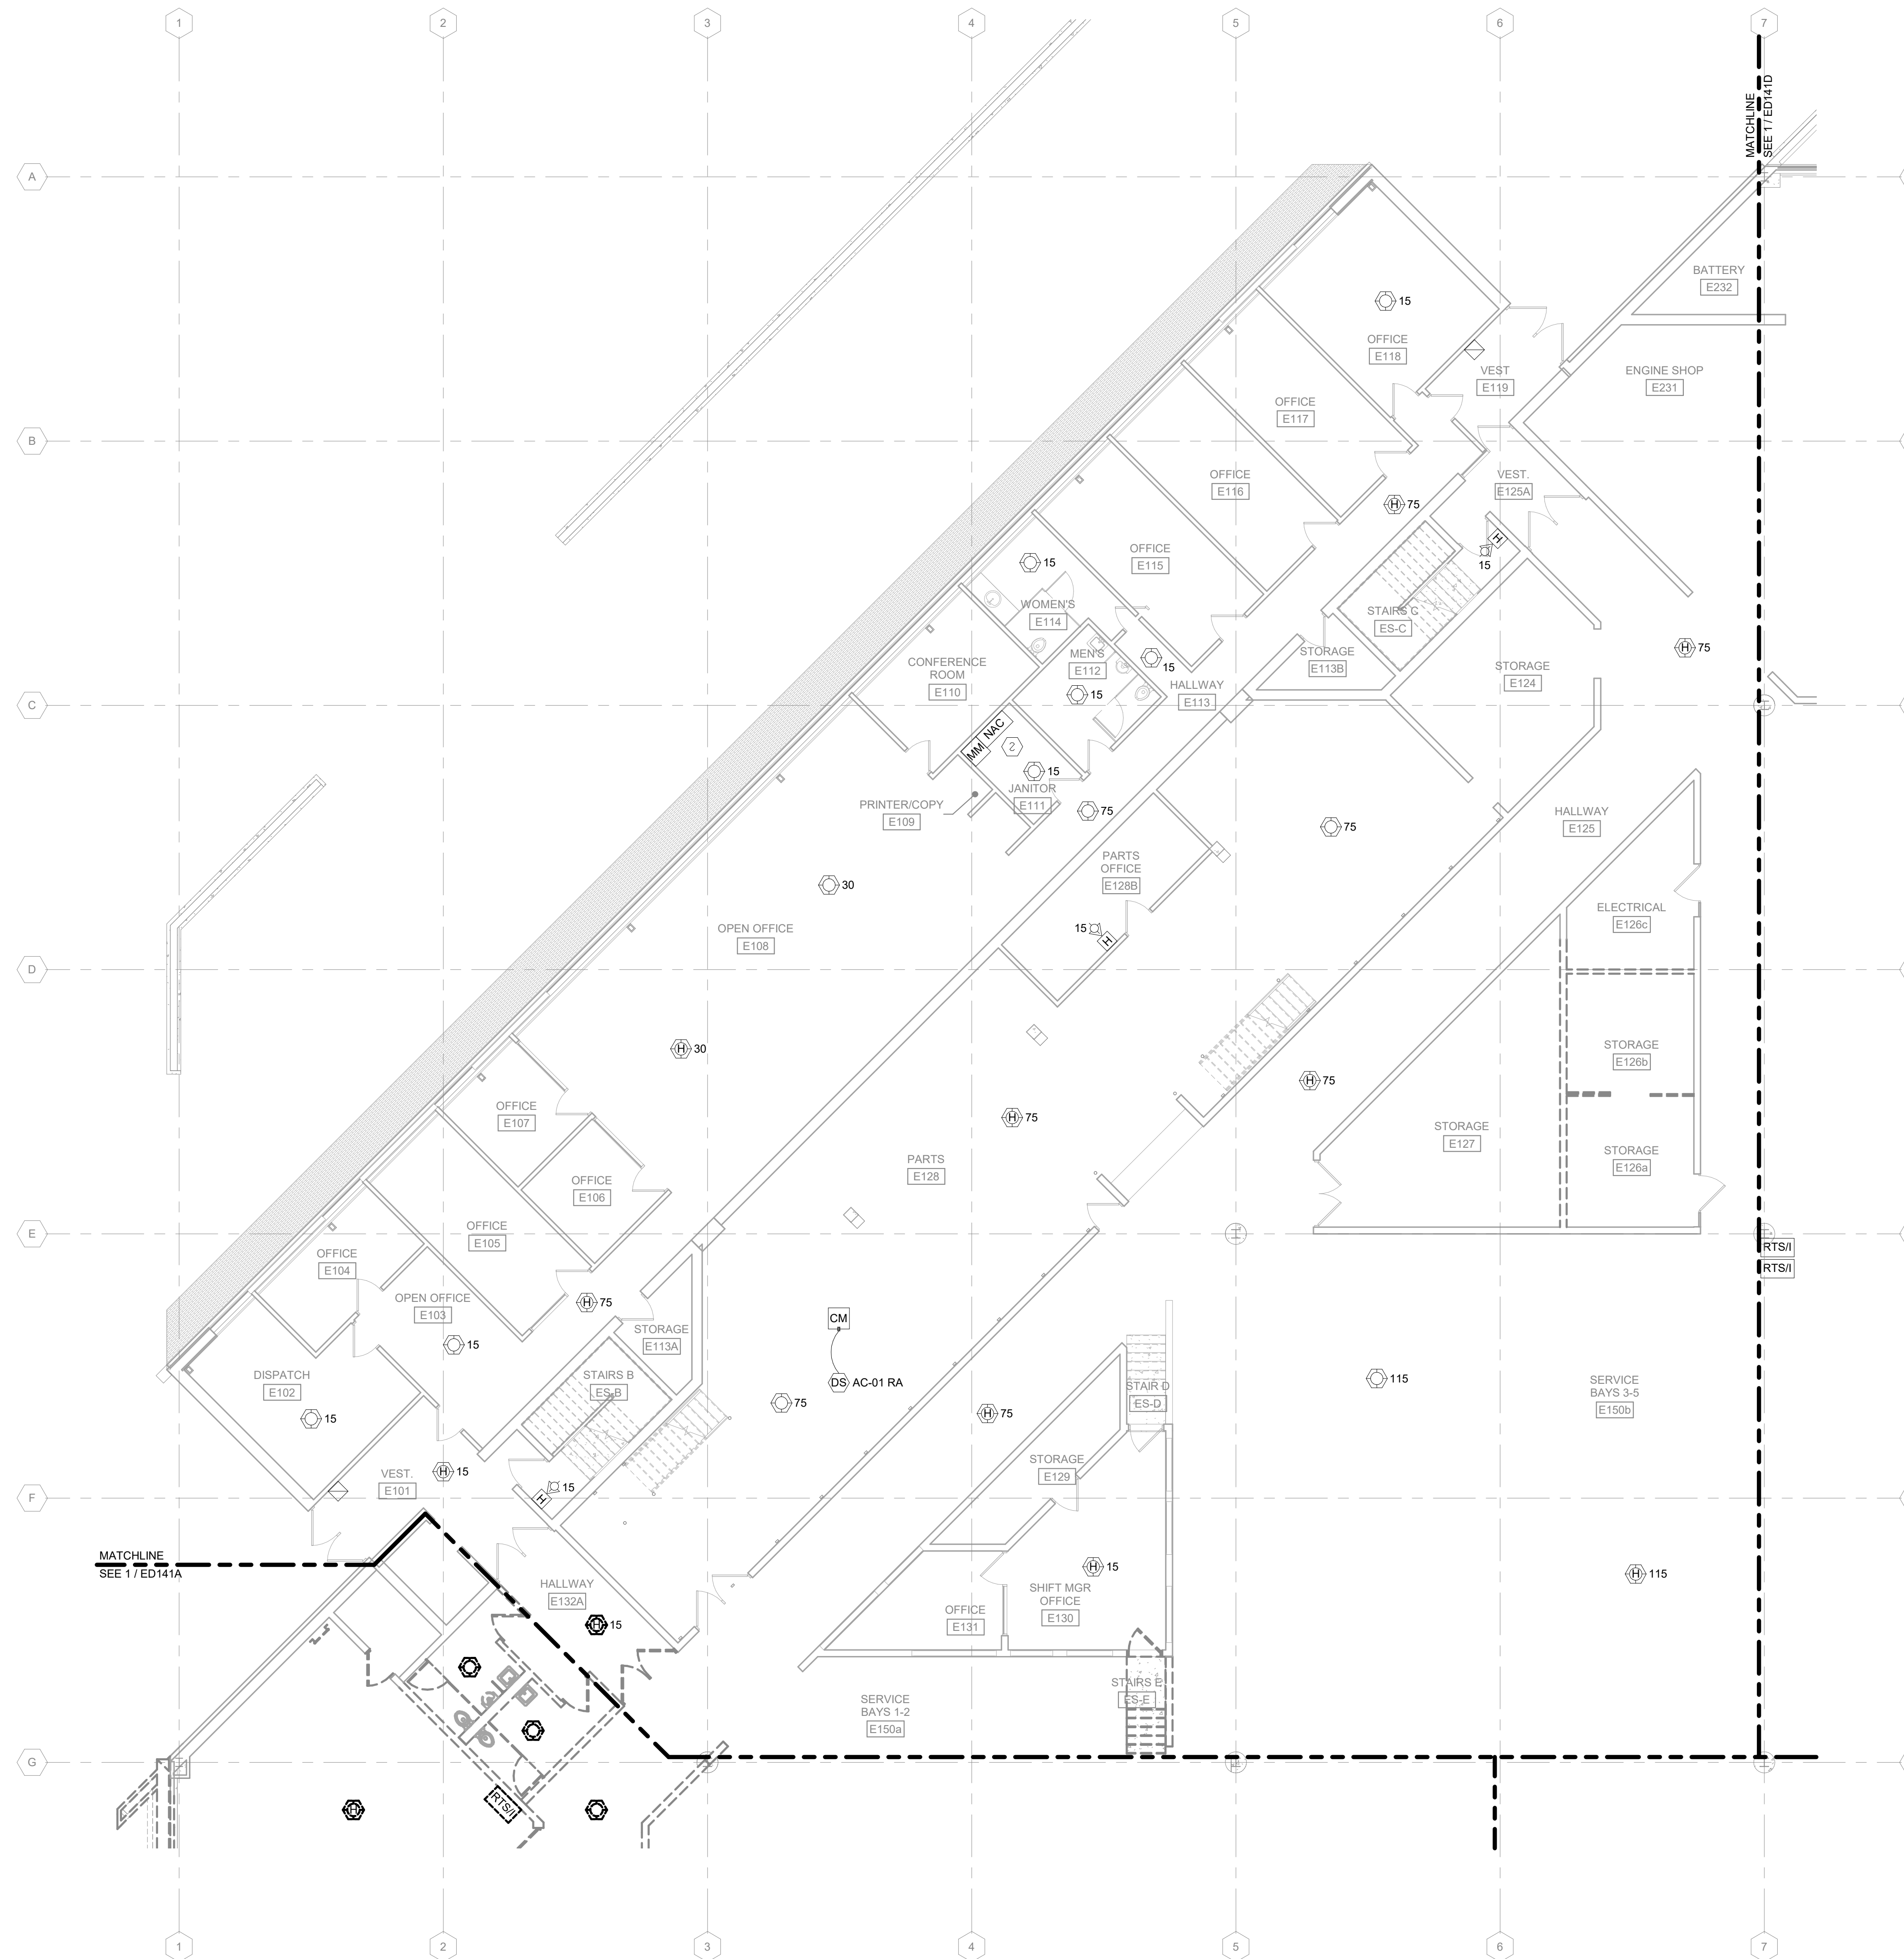 1
2
3
4
5
6
7
MATCHLINE
SEE 1 / ED141D
A
BATTERY
E232
15
OFFICE
E118
VEST
E119
ENGINE SHOP
E231
OFFICE
E117
B
OFFICE
E116
VEST.
E125A
H 75
H
15
OFFICE
E115
15
WOMEN'S
E114
STAIRS C
ES-C
MEN'S
E112
15
STORAGE
E113B
H 75
CONFERENCE
ROOM
E110
15
HALLWAY
E113
STORAGE
E124
C
MM
NAC
2
15
JANITOR
E111
PRINTER/COPY
E109
75
75
HALLWAY
E125
PARTS
OFFICE
E128B
30
OPEN OFFICE
E108
15
H
ELECTRICAL
E126c
D
H 30
STORAGE
E126b
H 75
OFFICE
E107
H 75
STORAGE
E127
PARTS
E128
STORAGE
E126a
OFFICE
E106
OFFICE
E105
E
RTS/I
RTS/I
OFFICE
E104
OPEN OFFICE
E103
H 75
CM
STORAGE
E113A
15
DISPATCH
E102
15
STAIRS B
ES-B
DS AC-01 RA
75
H 75
STAIR D
ES-D
115
SERVICE
BAYS 3-5
E150b
H 15
VEST.
E101
STORAGE
E129
H
15
F
MATCHLINE
SEE 1 / ED141A
H 15
H 115
HALLWAY
E132A
SHIFT MGR
OFFICE
E130
OFFICE
E131
H 15
SERVICE
BAYS 1-2
E150a
STAIRS E
ES-E
G
H
RTS/I
1
2
3
4
5
6
7